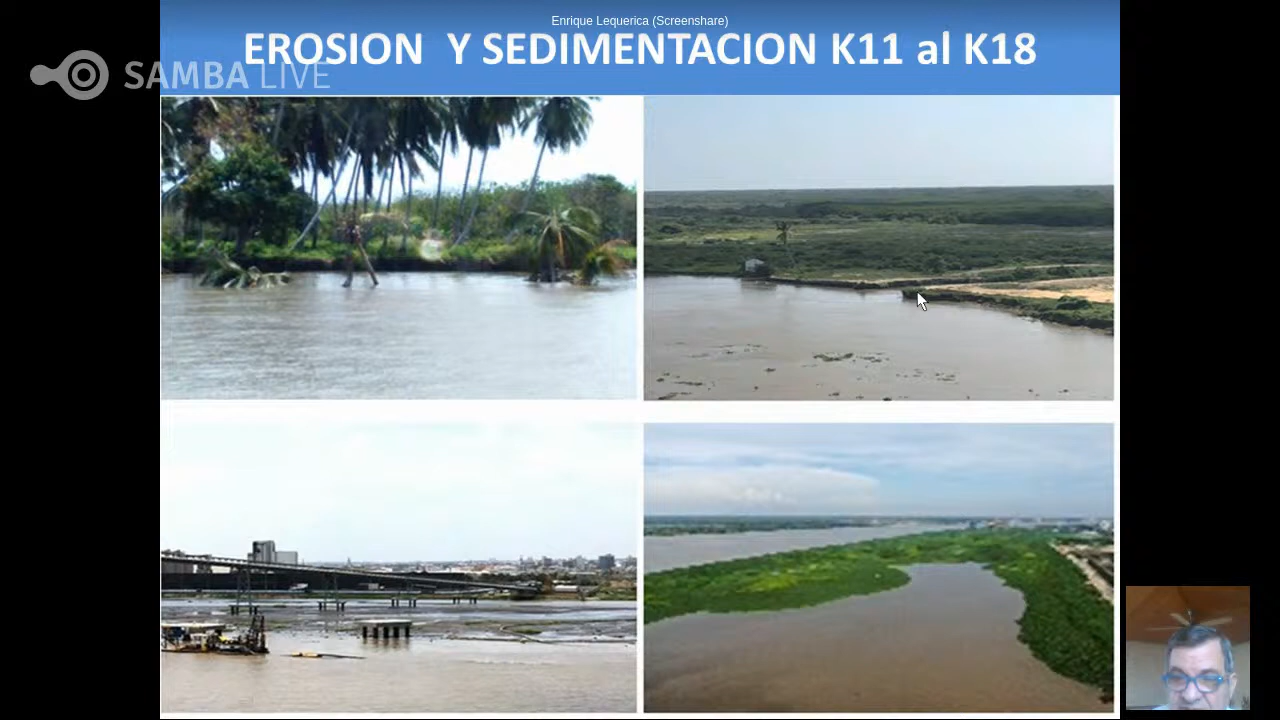 Enrique Lequerica (Screenshare)
EROSION Y SEDIMENTACION K11 al K18
SAMBA LIVE